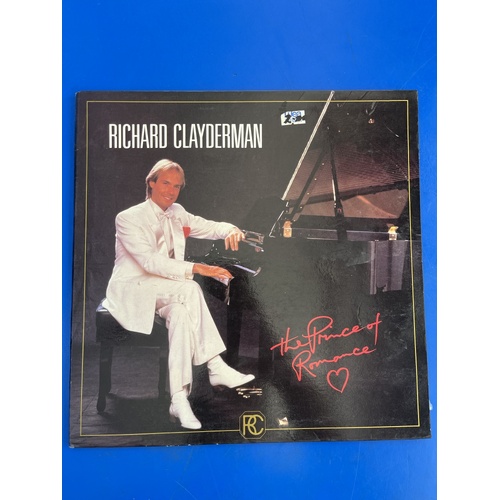 RICHARD CLAYDERMAN
the Prince of
Romance
RC